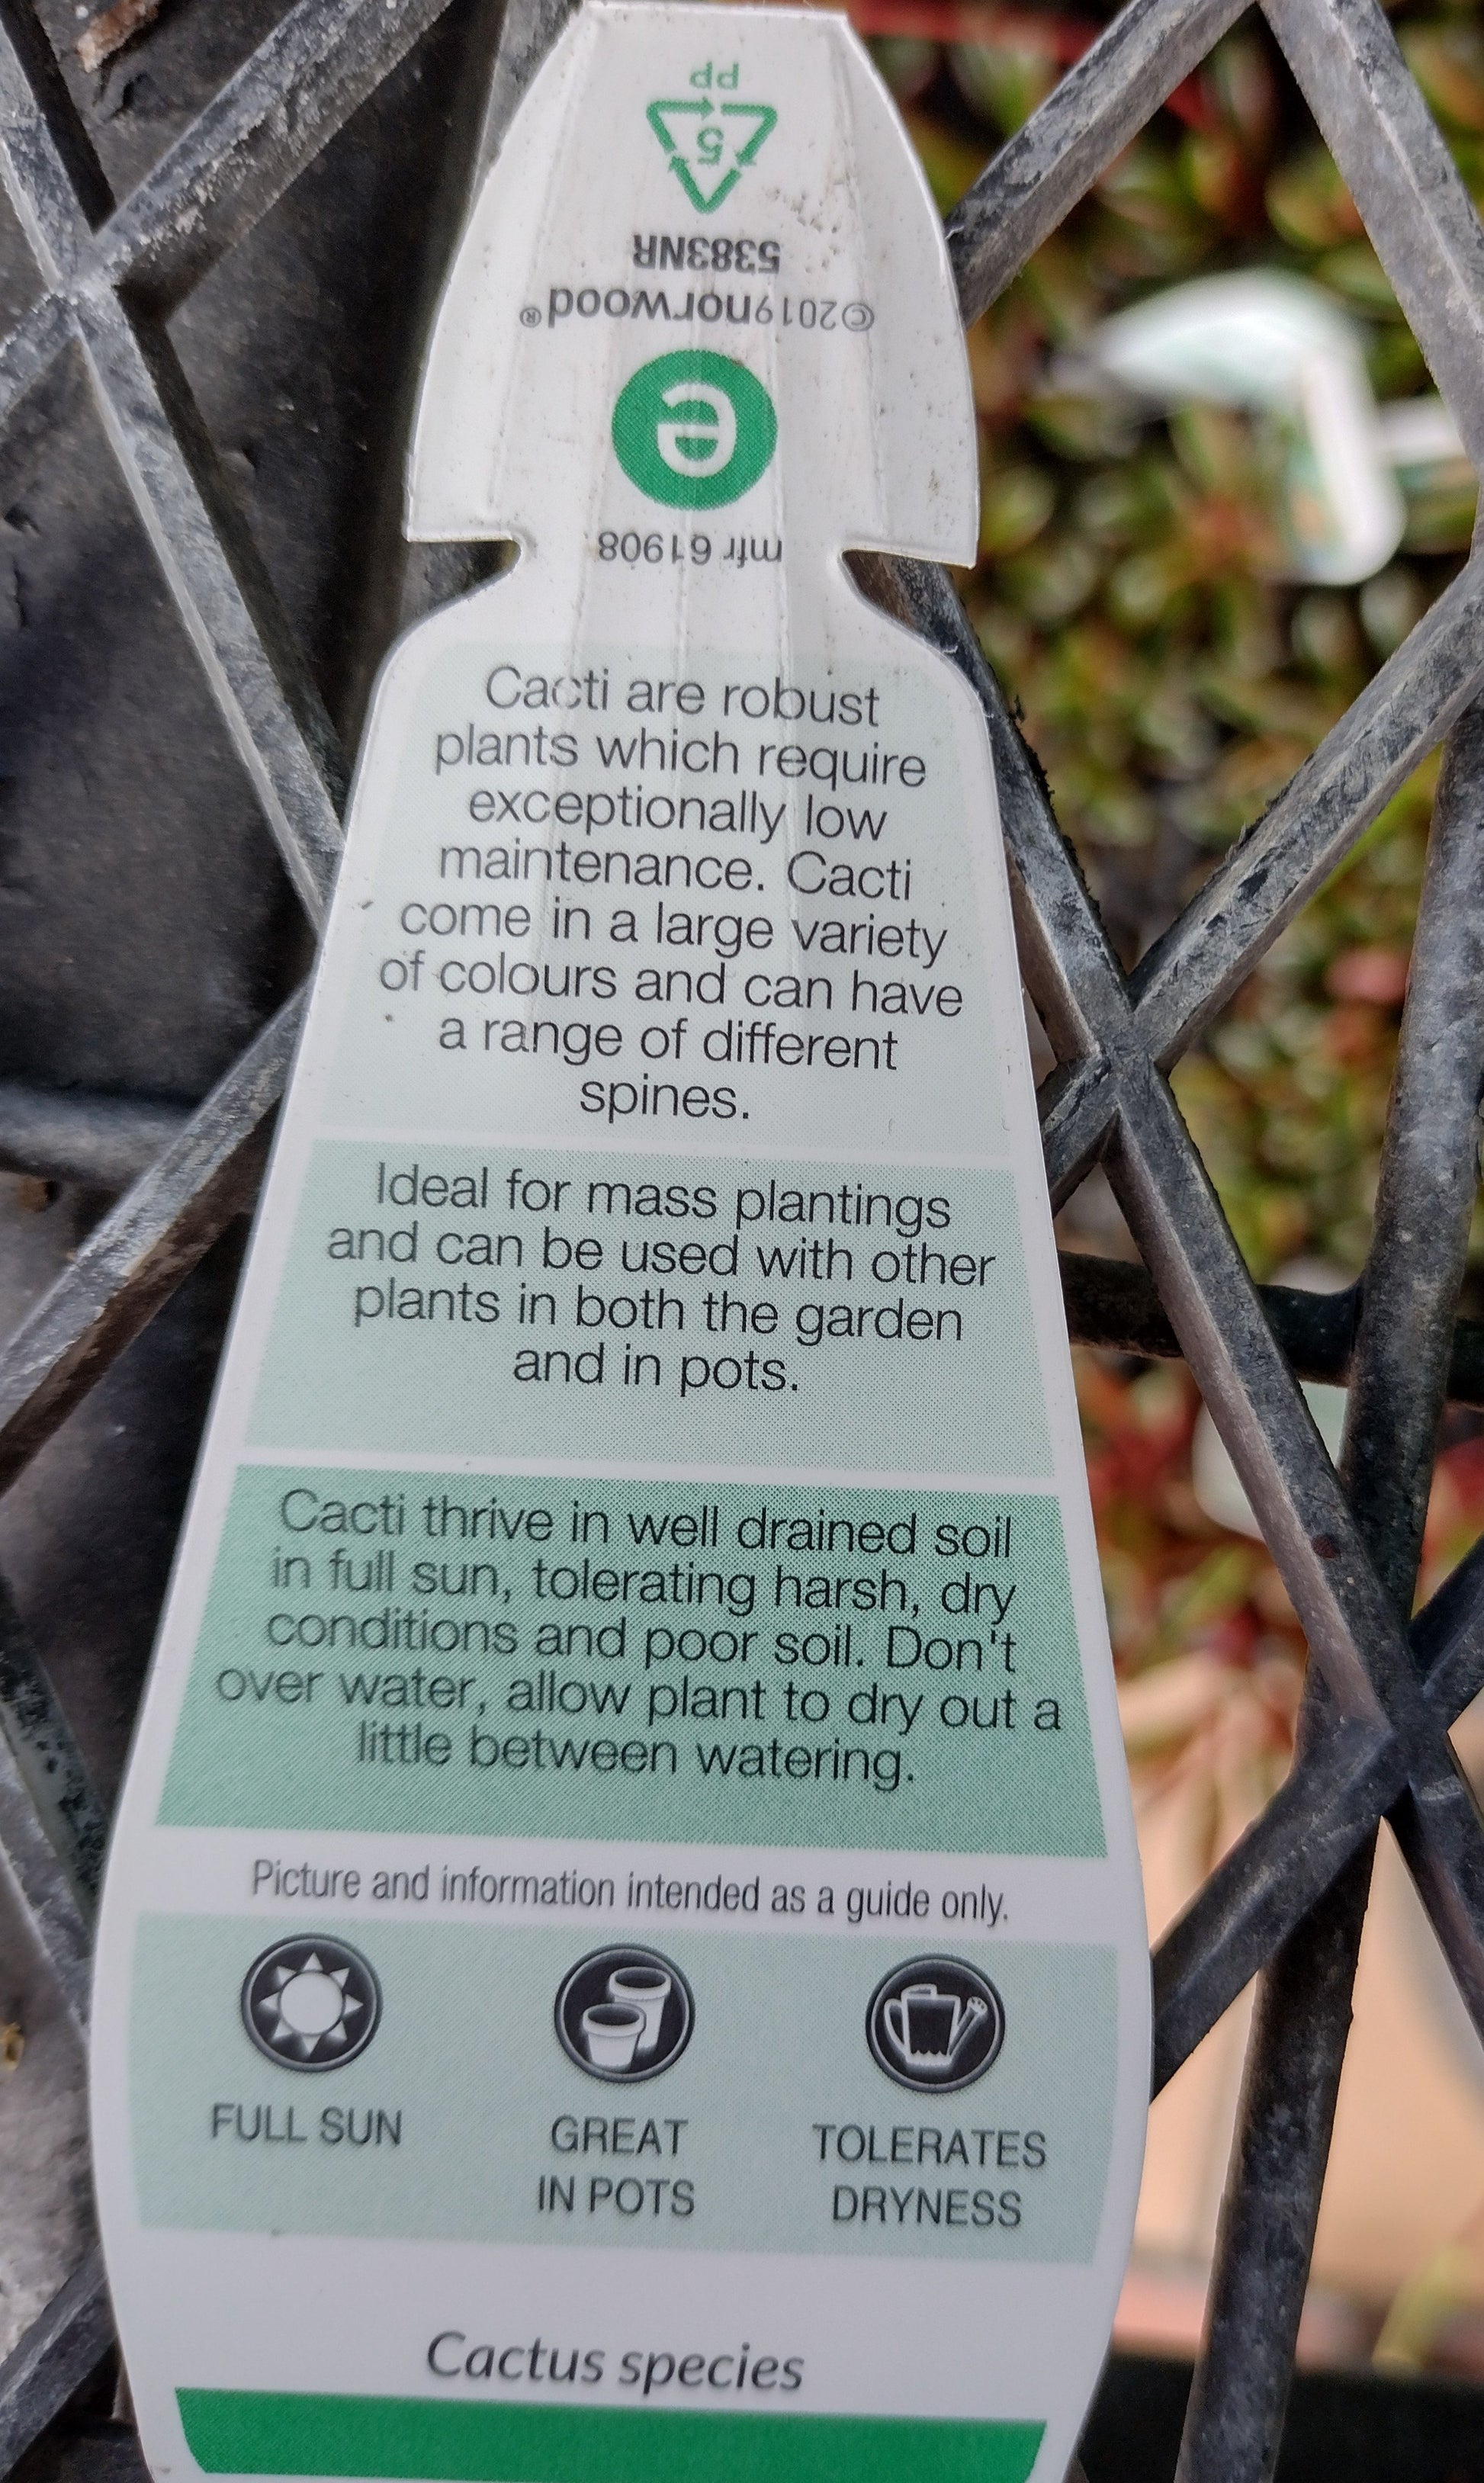 PP
5
5383NR
©2019norwood®
e
mfr 61908
Cacti are robust
plants which require
exceptionally low
maintenance. Cacti
come in a large variety
of colours and can have
a range of different
spines.
Ideal for mass plantings
and can be used with other
plants in both the garden
and in pots.
Cacti thrive in well drained soil
in full sun, tolerating harsh, dry
conditions and poor soil. Don't
over water, allow plant to dry out a
little between watering.
Picture and information intended as a guide only.
FULL SUN
GREAT
IN POTS
TOLERATES
DRYNESS
Cactus species